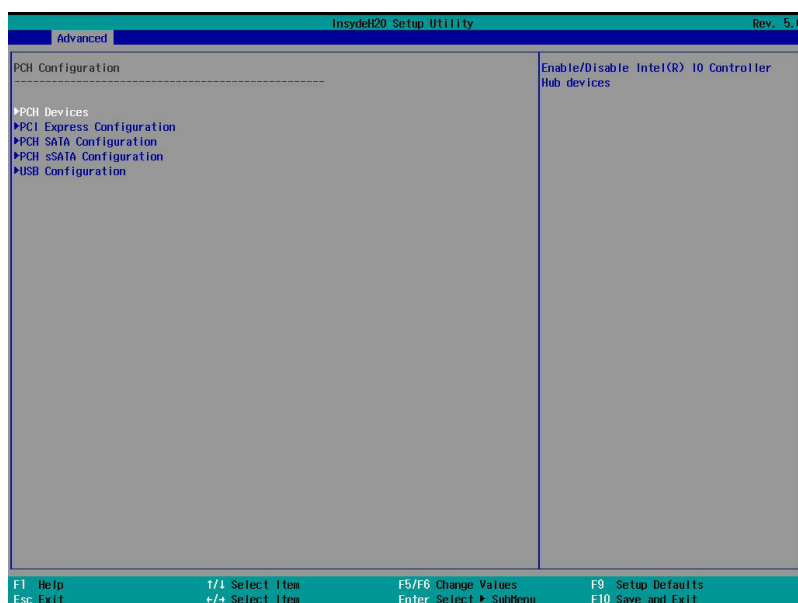 InsydeH20 Setup Utility Rev. 5.
Advanced
PCH Configuration
Enable/Disable Intel(R) IO Controller
Hub devices
▶PCH Devices
▶PCI Express Configuration
▶PCH SATA Configuration
▶PCH sSATA Configuration
▶USB Configuration
F1 Help ↑/↓ Select Item F5/F6 Change Values F9 Setup Defaults
Esc Exit ←/→ Select Item Enter Select ▶ SubMenu F10 Save and Exit